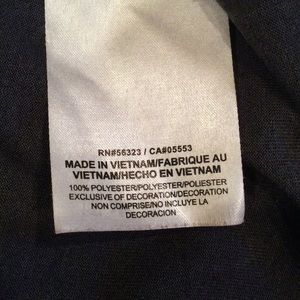 RN#56323 / CA#05553
MADE IN VIETNAM/FABRIQUE AU
VIETNAM/HECHO EN VIETNAM
100% POLYESTER/POLYESTER/POLIESTER
EXCLUSIVE OF DECORATION/DECORATION
NON COMPRISE/NO INCLUYE LA
DECORACION